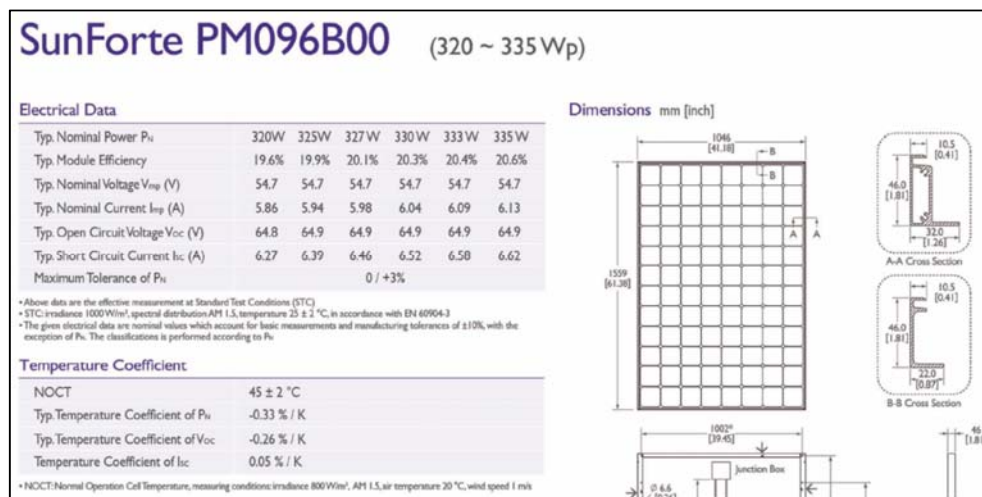 SunForte PM096B00 (320 ~ 335 Wp)
Electrical Data
Typ. Nominal Power PN 320W 325W 327 W 330 W 333 W 335 W
Typ. Module Efficiency 19.6% 19.9% 20.1% 20.3% 20.4% 20.6%
Typ. Nominal Voltage Vmp (V) 54.7 54.7 54.7 54.7 54.7 54.7
Typ. Nominal Current Imp (A) 5.86 5.94 5.98 6.04 6.09 6.13
Typ. Open Circuit Voltage Voc (V) 64.8 64.9 64.9 64.9 64.9 64.9
Typ. Short Circuit Current Isc (A) 6.27 6.39 6.46 6.52 6.58 6.62
Maximum Tolerance of PN 0 / +3%
• Above data are the effective measurement at Standard Test Conditions (STC)
• STC: irradiance 1000 W/m², spectral distribution AM 1.5, temperature 25 ± 2 °C, in accordance with EN 60904-3
• The given electrical data are nominal values which account for basic measurements and manufacturing tolerances of ±10%, with the
exception of PN. The classifications is performed according to PN
Temperature Coefficient
NOCT 45 ± 2 °C
Typ. Temperature Coefficient of PN -0.33 % / K
Typ. Temperature Coefficient of Voc -0.26 % / K
Temperature Coefficient of Isc 0.05 % / K
• NOCT: Normal Operation Cell Temperature, measuring conditions: irradiance 800 W/m², AM 1.5, air temperature 20 °C, wind speed 1 m/s
Dimensions mm [inch]
1046
[41.18]
B
B
A A
1559
[61.38]
10.5
[0.41]
46.0
[1.81]
32.0
[1.26]
A-A Cross Section
10.5
[0.41]
46.0
[1.81]
22.0
[0.87]
B-B Cross Section
1002*
[39.45]
46
[1.81
Junction Box
Ø 6.6